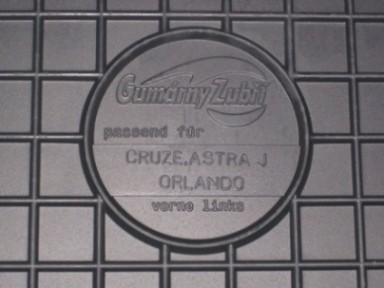 Gumárny Zubří
passend für
CRUZE,ASTRA J
ORLANDO
vorne links